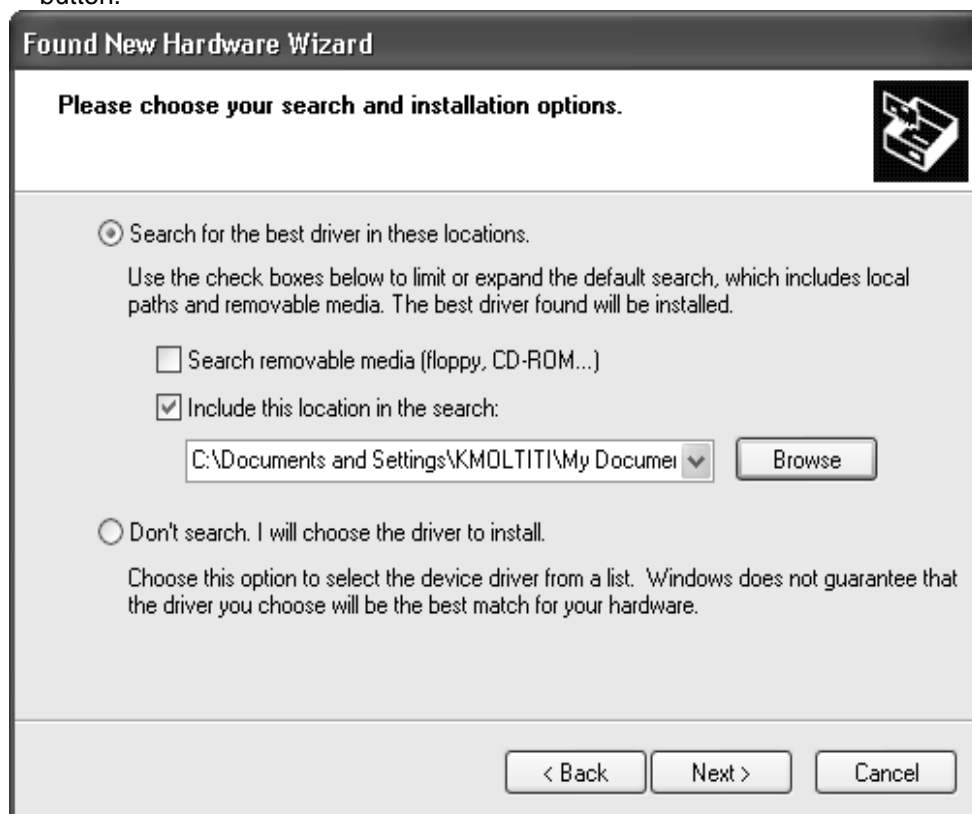 button.
Found New Hardware Wizard
Please choose your search and installation options.
Search for the best driver in these locations.
Use the check boxes below to limit or expand the default search, which includes local
paths and removable media. The best driver found will be installed.
Search removable media (floppy, CD-ROM...)
Include this location in the search:
C:\Documents and Settings\KMOLTITI\My Documei
Browse
Don't search. I will choose the driver to install.
Choose this option to select the device driver from a list. Windows does not guarantee that
the driver you choose will be the best match for your hardware.
< Back Next > Cancel